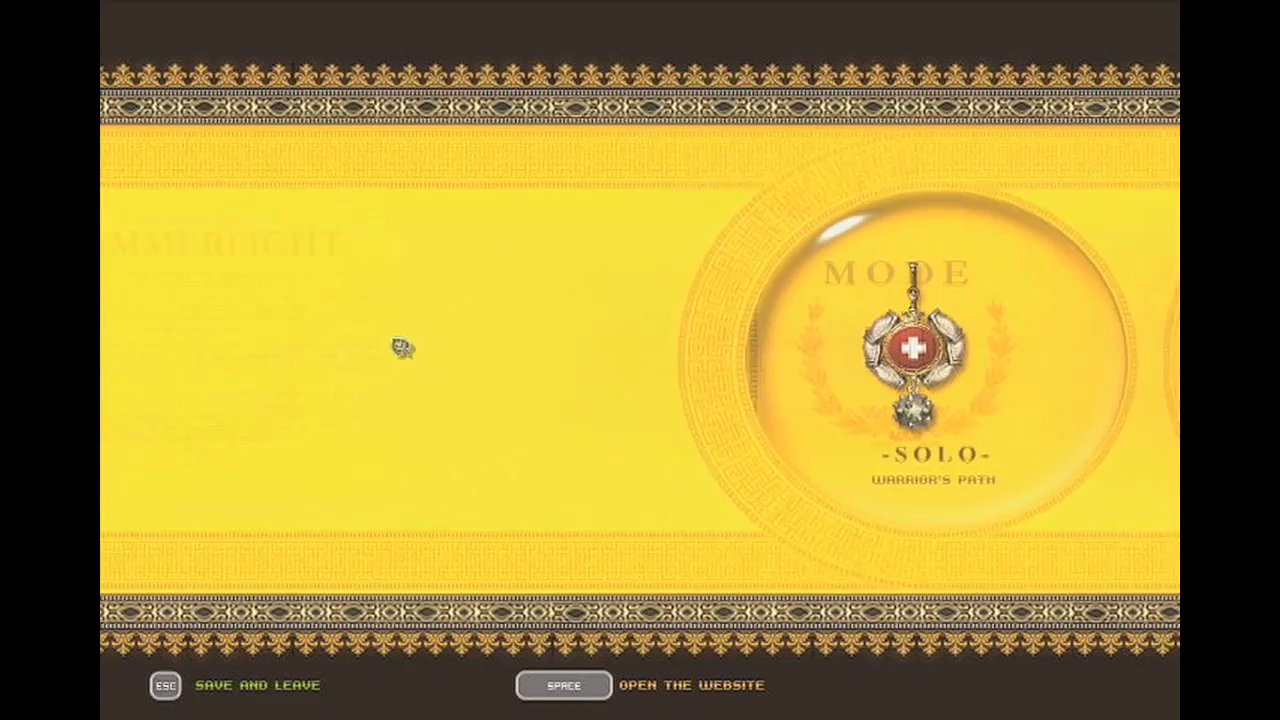 MODE
-SOLO-
WARRIOR'S PATH
ESC SAVE AND LEAVE
SPACE OPEN THE WEBSITE